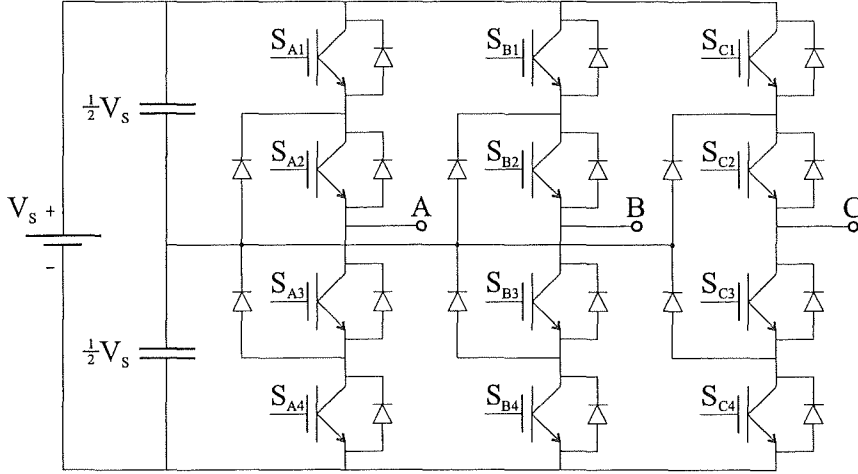 S_A1 S_B1 S_C1
½V_S
S_A2 S_B2 S_C2
A B C
V_S +
-
S_A3 S_B3 S_C3
½V_S
S_A4 S_B4 S_C4